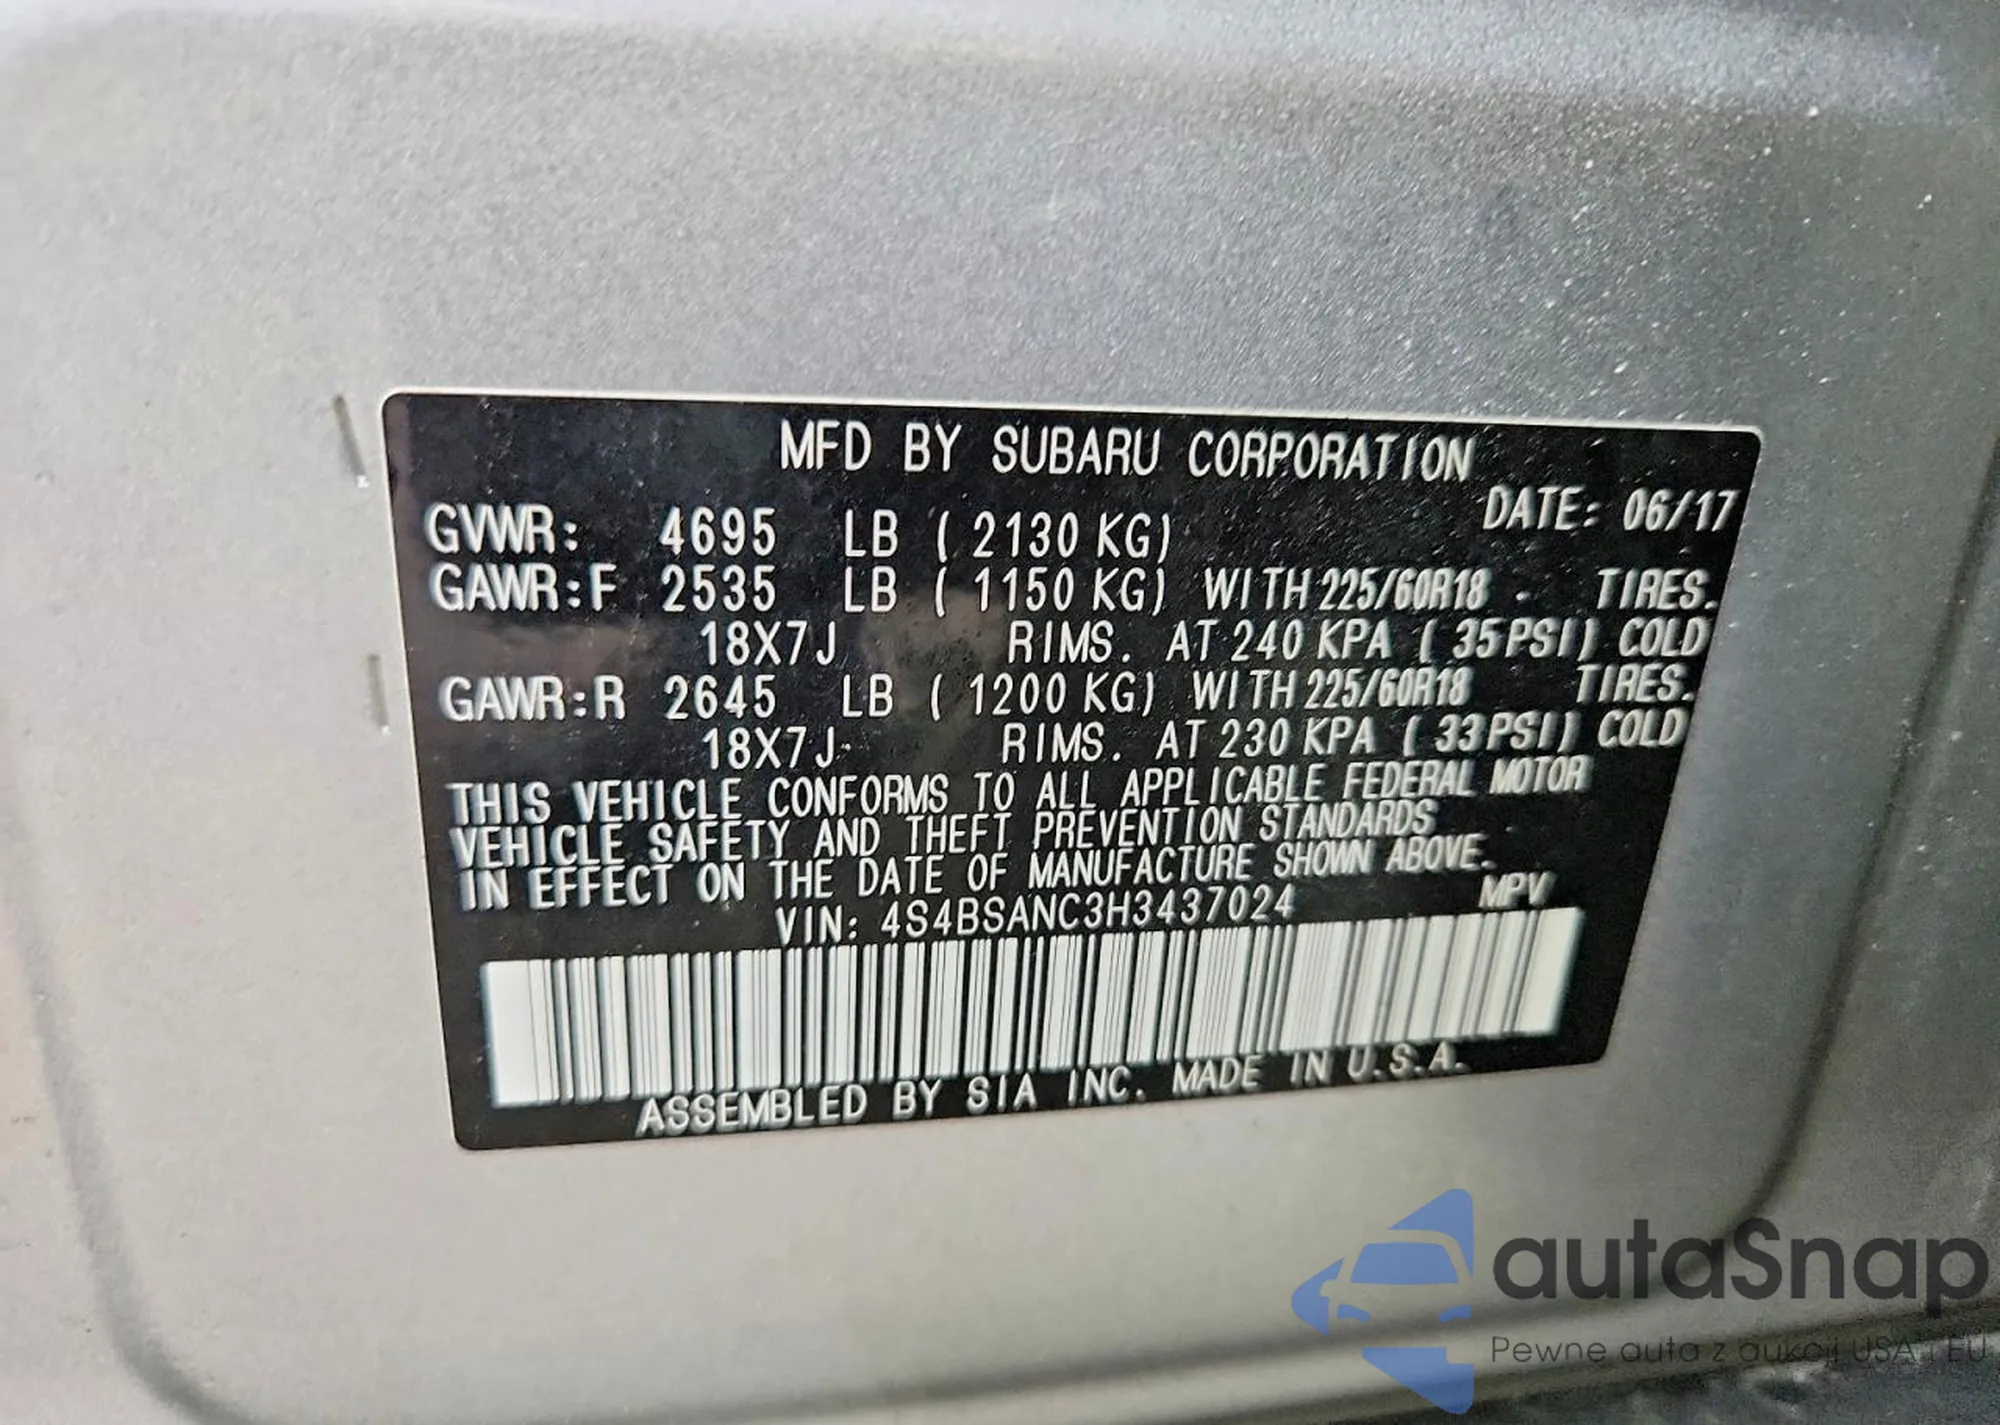 MFD BY SUBARU CORPORATION
DATE: 06/17
GVWR: 4695 LB ( 2130 KG)
GAWR:F 2535 LB ( 1150 KG) WITH 225/60R18 TIRES.
18X7J RIMS. AT 240 KPA ( 35PSI) COLD
GAWR:R 2645 LB ( 1200 KG) WITH 225/60R18 TIRES.
18X7J RIMS. AT 230 KPA ( 33PSI) COLD
THIS VEHICLE CONFORMS TO ALL APPLICABLE FEDERAL MOTOR
VEHICLE SAFETY AND THEFT PREVENTION STANDARDS
IN EFFECT ON THE DATE OF MANUFACTURE SHOWN ABOVE.
VIN: 4S4BSANC3H3437024 MPV
ASSEMBLED BY SIA INC. MADE IN U.S.A.
autaSnap
Pewne auta z aukcji USA i EU